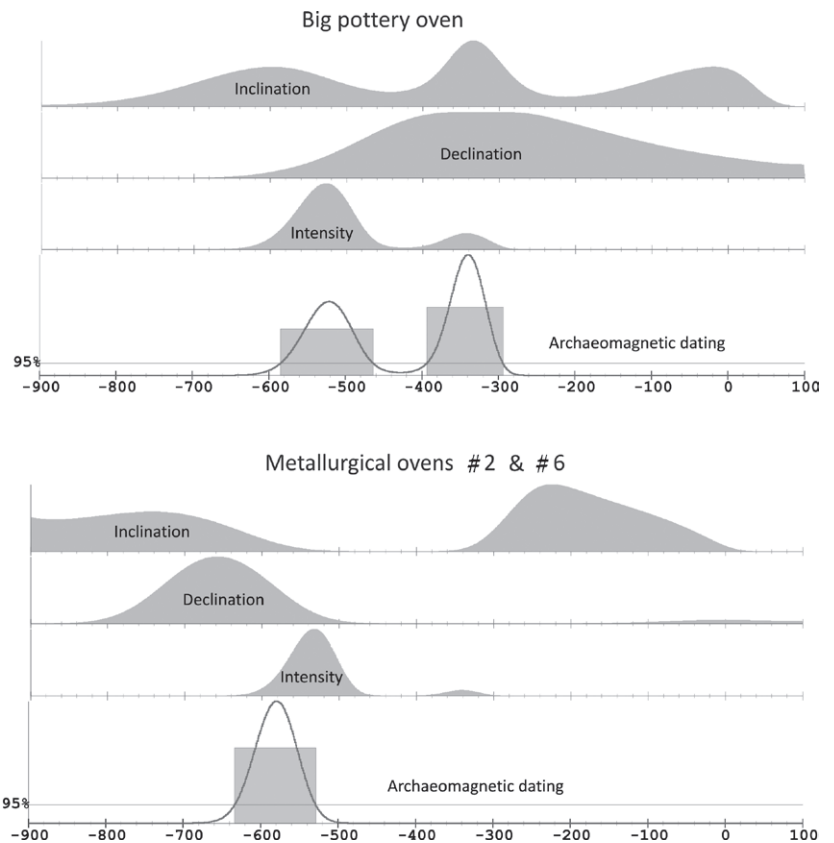 Big pottery oven
Inclination
Declination
Intensity
Archaeomagnetic dating
95%
-900 -800 -700 -600 -500 -400 -300 -200 -100 0 100
Metallurgical ovens #2 & #6
Inclination
Declination
Intensity
Archaeomagnetic dating
95%
-900 -800 -700 -600 -500 -400 -300 -200 -100 0 100